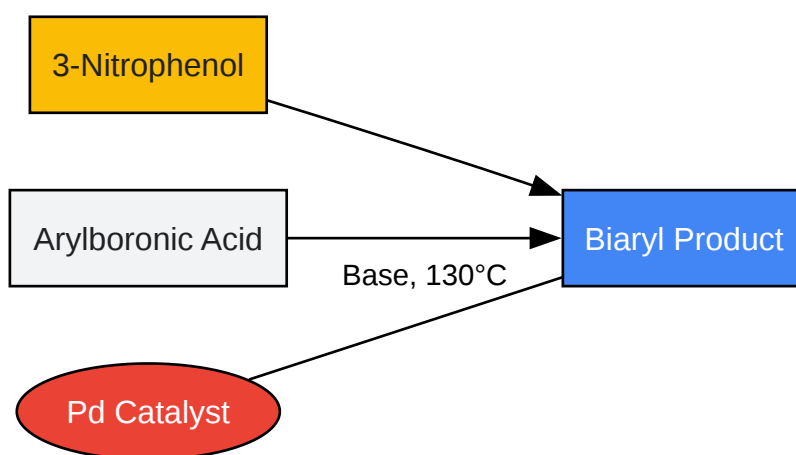 3-Nitrophenol
Arylboronic Acid
Biaryl Product
Base, 130°C
Pd Catalyst